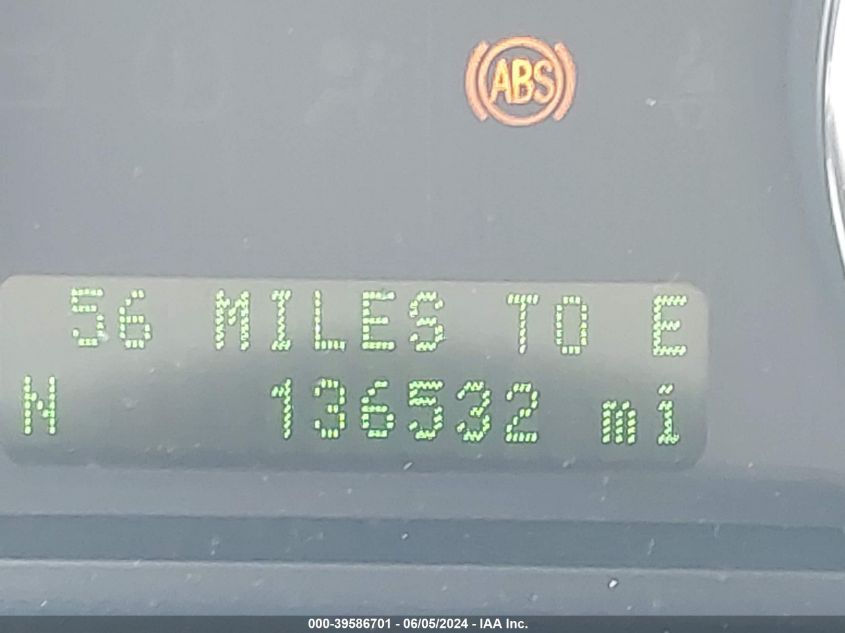 ABS
56 MILES TO E
N 136532 mi
000-39586701 - 06/05/2024 - IAA Inc.